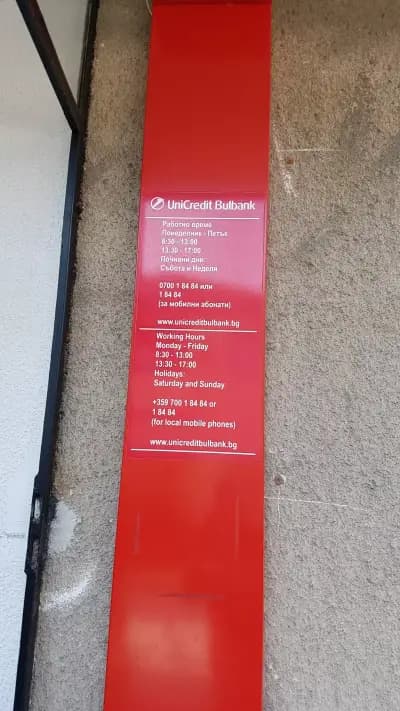 UniCredit Bulbank
Работно време
Понеделник - Петък
8:30 - 13:00
13:30 - 17:00
Почивни дни:
Събота и Неделя
0700 1 84 84 или
1 84 84
(за мобилни абонати)
www.unicreditbulbank.bg
Working Hours
Monday - Friday
8:30 - 13:00
13:30 - 17:00
Holidays:
Saturday and Sunday
+359 700 1 84 84 or
1 84 84
(for local mobile phones)
www.unicreditbulbank.bg